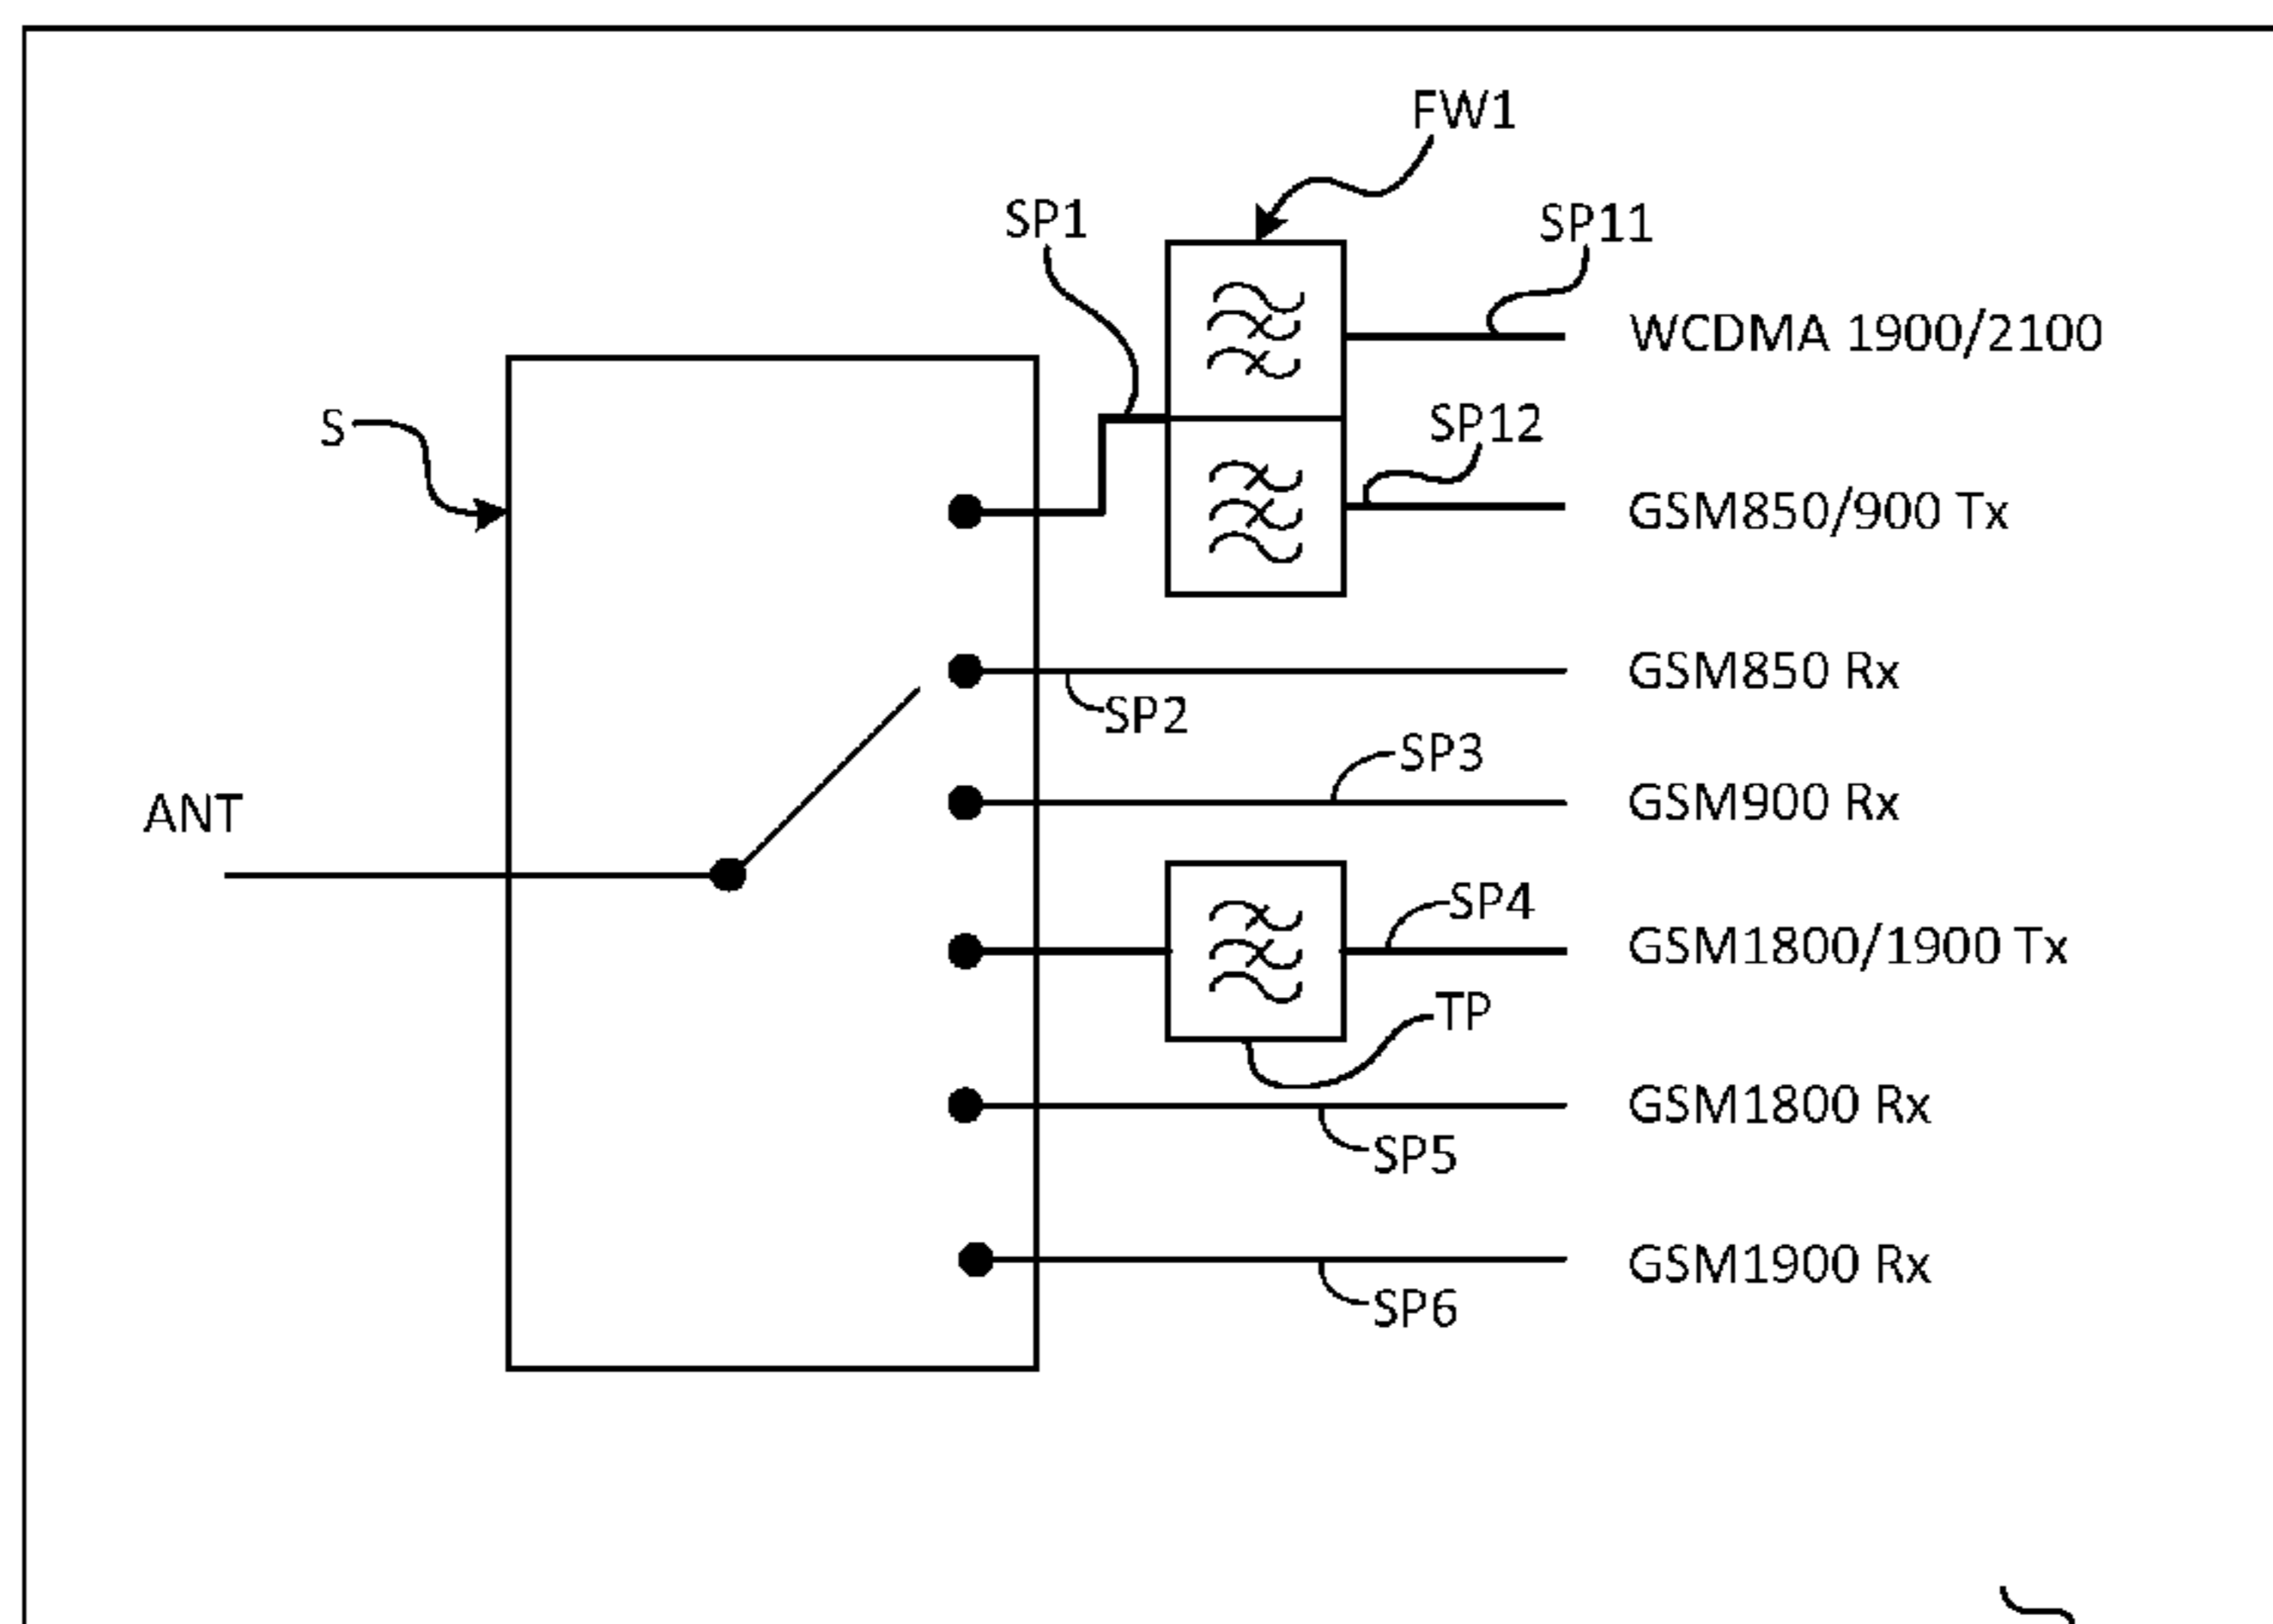 FW1
SP1
SP11
WCDMA 1900/2100
S
SP12
GSM850/900 Tx
GSM850 Rx
SP2
SP3
ANT
GSM900 Rx
SP4
GSM1800/1900 Tx
TP
GSM1800 Rx
SP5
GSM1900 Rx
SP6